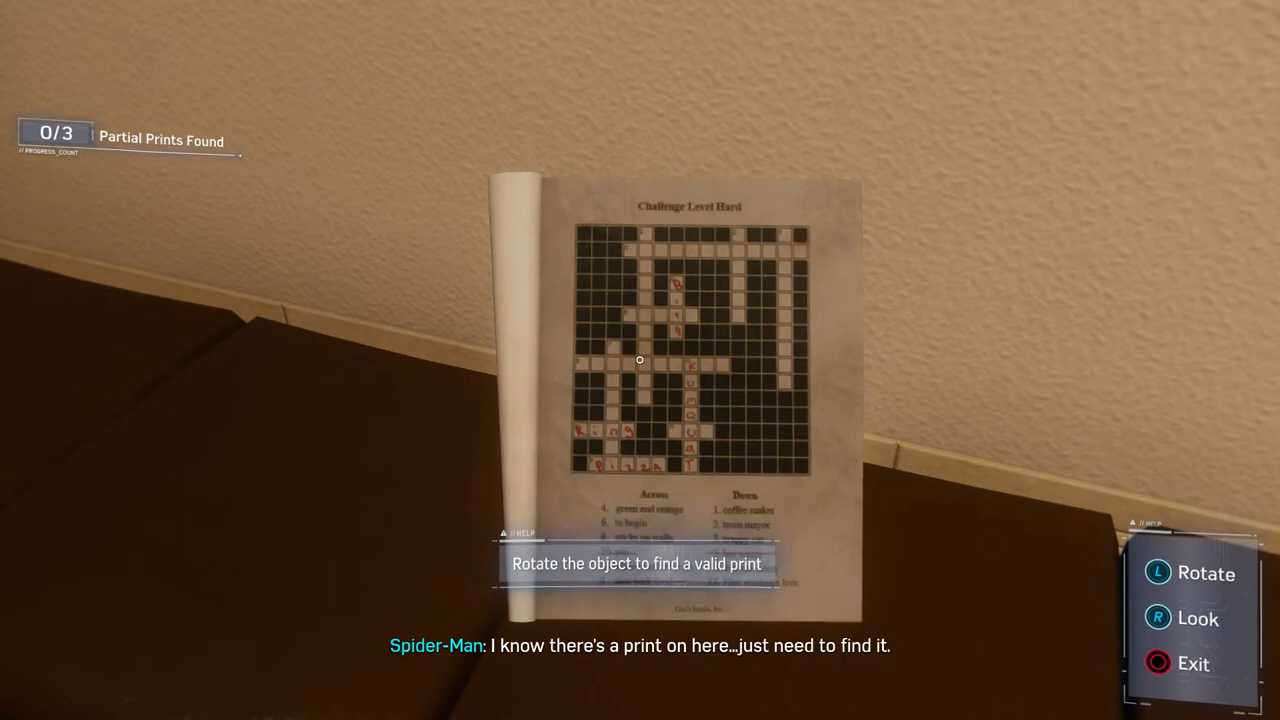 0/3 Partial Prints Found
// PROGRESS_COUNT
Challenge Level Hard
B
i
g
K
u
m
Q
Ring u
a
Pizza T
Across Down
4. green and orange 1. coffee maker
6. to begin 2. town mayor
// HELP
Rotate the object to find a valid print
Spider-Man: I know there's a print on here...just need to find it.
// HELP
L Rotate
R Look
Exit